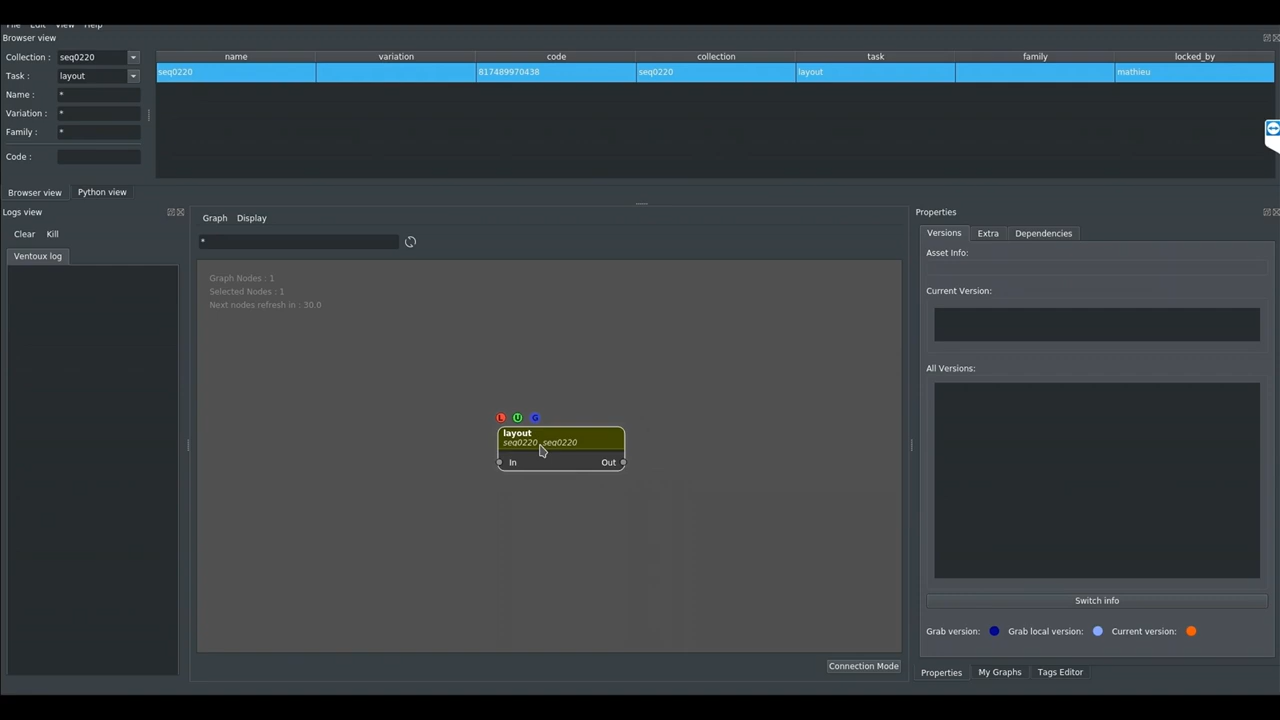 File Edit View Help
Browser view
Collection : seq0220
Task : layout
Name : *
Variation : *
Family : *
Code :
name variation code collection task family locked_by
seq0220 817489970438 seq0220 layout mathieu
Browser view Python view
Logs view
Clear Kill
Ventoux log
Graph Display
*
Graph Nodes : 1
Selected Nodes : 1
Next nodes refresh in : 30.0
L U G
layout
seq0220_seq0220
In Out
Connection Mode
Properties
Versions Extra Dependencies
Asset Info:
Current Version:
All Versions:
Switch info
Grab version: Grab local version: Current version:
Properties My Graphs Tags Editor